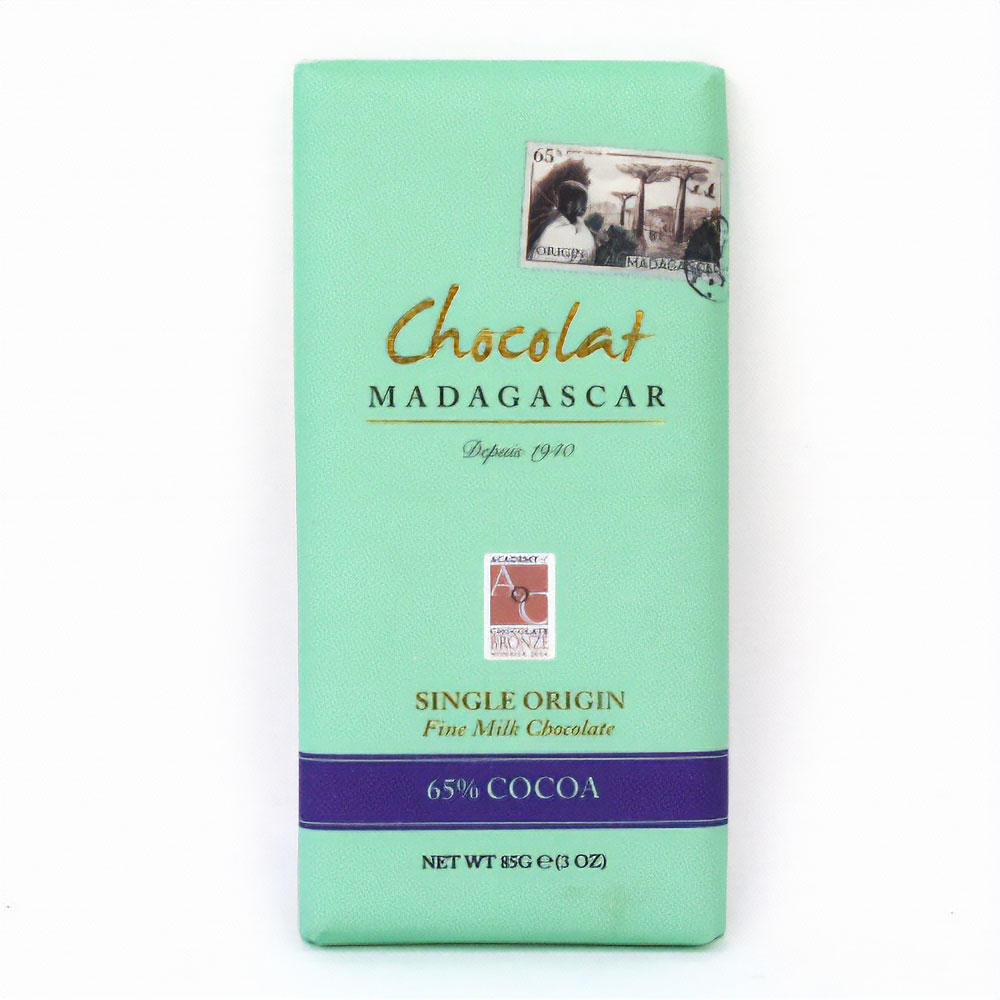 65
ORIGIN
MADAGASCAR
Chocolat
MADAGASCAR
Depuis 1940
ACADEMY OF
A o C
CHOCOLATE
BRONZE
SINGLE ORIGIN
Fine Milk Chocolate
65% COCOA
NET WT 85G e (3 OZ)